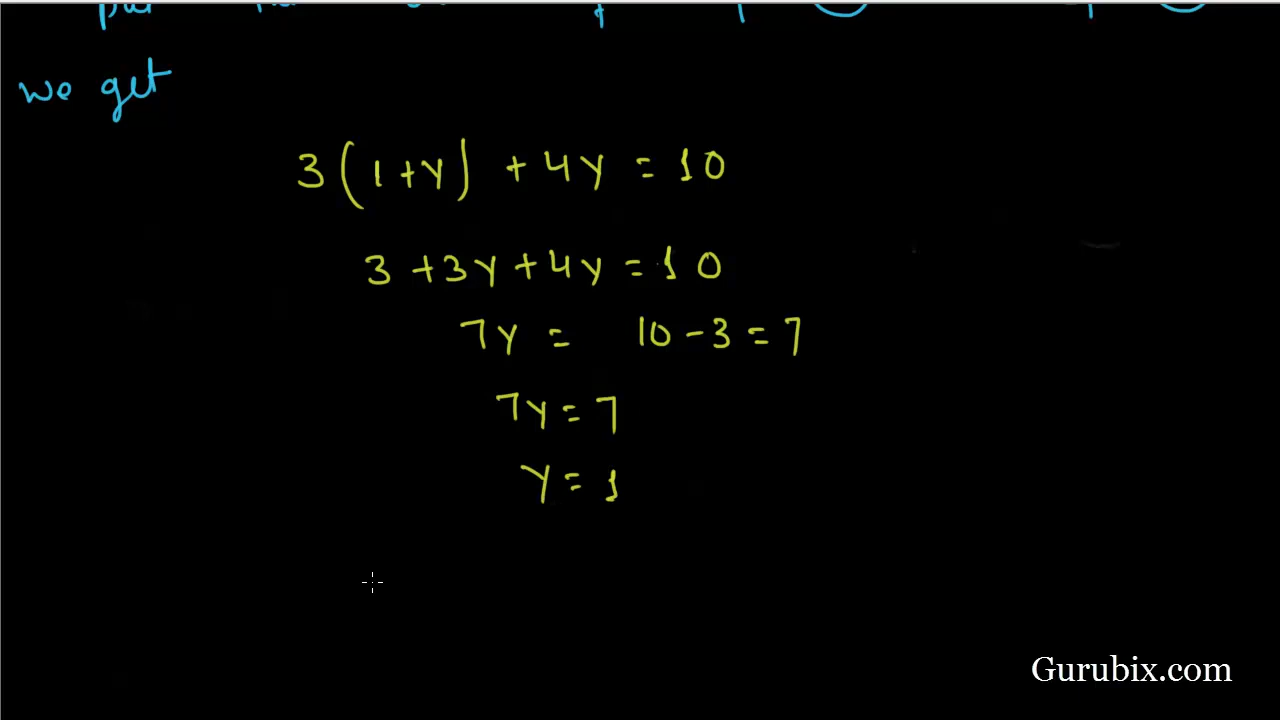 we get
3(1+y) + 4y = 10
3 + 3y + 4y = 10
7y = 10 - 3 = 7
7y = 7
y = 1
Gurubix.com